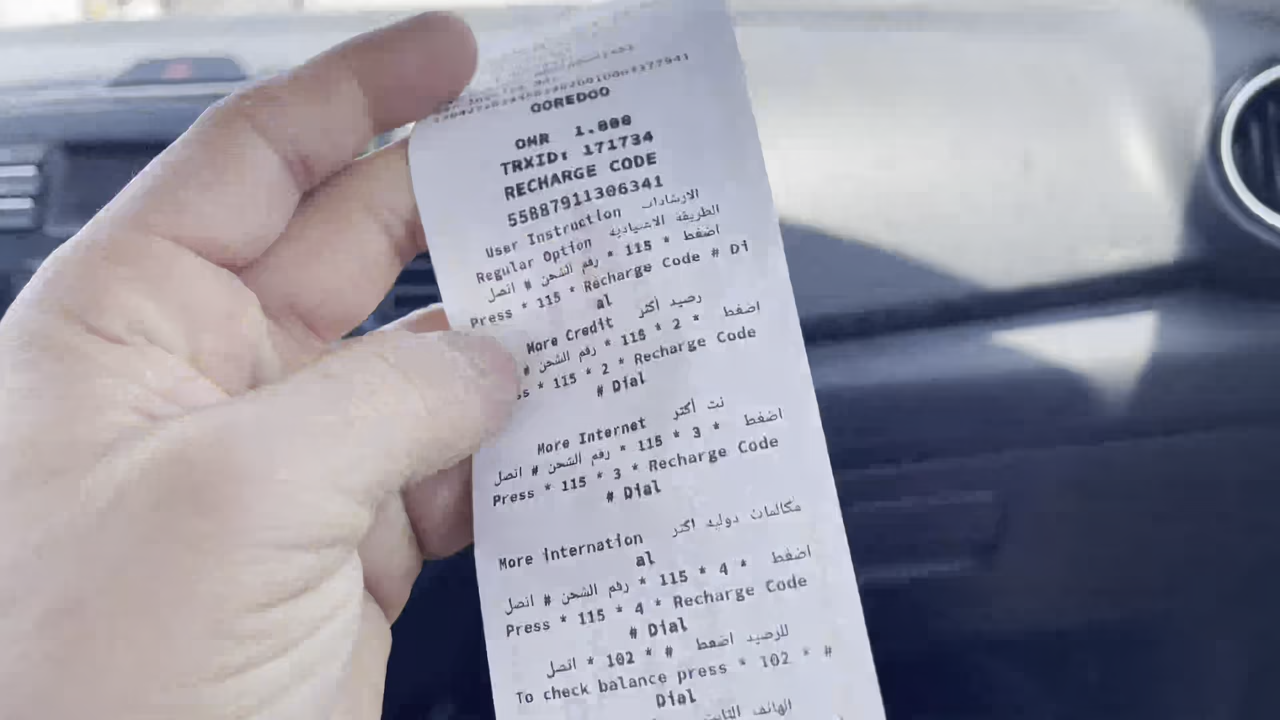 OOREDOO
OMR 1.000
TRXID: 171734
RECHARGE CODE
55887911306341
User Instruction الارشادات
Regular Option الطريقة الاعتيادية
اضغط * 115 * رقم الشحن # اتصل
Press * 115 * Recharge Code # Di
al
More Credit رصيد أكثر
اضغط * 2 * 115 * رقم الشحن #
ss * 115 * 2 * Recharge Code
# Dial
More Internet نت أكثر
اضغط * 3 * 115 * رقم الشحن # اتصل
Press * 115 * 3 * Recharge Code
# Dial
More internation مكالمات دولية اكثر
al
اضغط * 4 * 115 * رقم الشحن # اتصل
Press * 115 * 4 * Recharge Code
# Dial
للرصيد اضغط # * 102 * اتصل
To check balance press * 102 * #
Dial